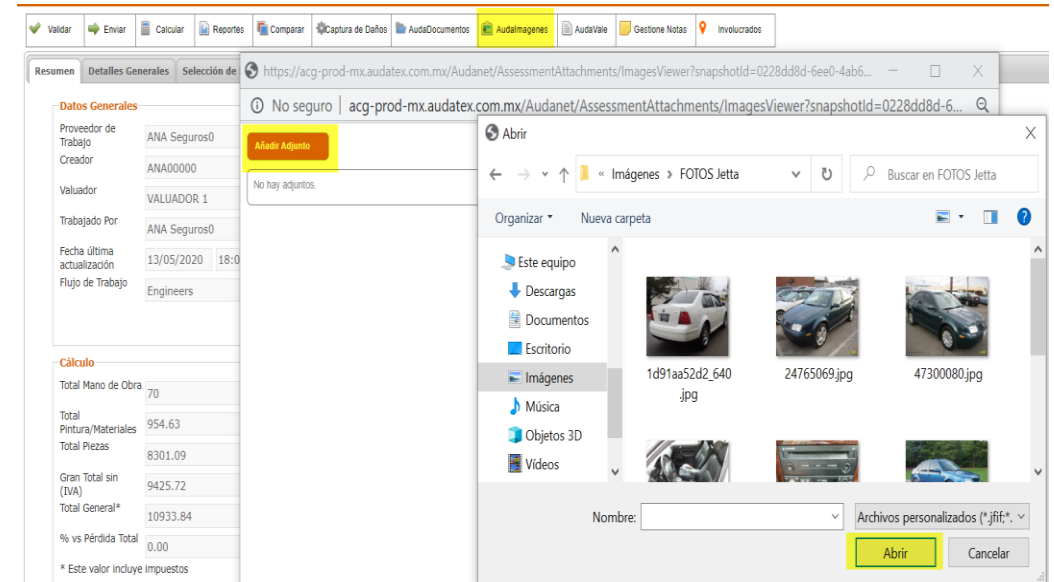 Validar Enviar Calcular Reportes Comparar Captura de Daños AudaDocumentos AudaImagenes AudaVale Gestione Notas Involucrados
Resumen Detalles Generales Selección de
https://acg-prod-mx.audatex.com.mx/Audanet/AssessmentAttachments/ImagesViewer?snapshotId=0228dd8d-6ee0-4ab6...
No seguro | acg-prod-mx.audatex.com.mx/Audanet/AssessmentAttachments/ImagesViewer?snapshotId=0228dd8d-6...
Añadir Adjunto
No hay adjuntos.
Datos Generales
Proveedor de
Trabajo
ANA Seguros0
Creador
ANA00000
Valuador
VALUADOR 1
Trabajado Por
ANA Seguros0
Fecha última
actualización
13/05/2020 18:0
Flujo de Trabajo
Engineers
Cálculo
Total Mano de Obra
70
Total
Pintura/Materiales
954.63
Total Piezas
8301.09
Gran Total sin
(IVA)
9425.72
Total General*
10933.84
% vs Pérdida Total
0.00
* Este valor incluye impuestos
Abrir
« Imágenes > FOTOS Jetta
Buscar en FOTOS Jetta
Organizar Nueva carpeta
Este equipo
Descargas
Documentos
Escritorio
Imágenes
Música
Objetos 3D
Vídeos
1d91aa52d2_640
.jpg
24765069.jpg
47300080.jpg
Nombre:
Archivos personalizados (*.jfif;*.
Abrir Cancelar